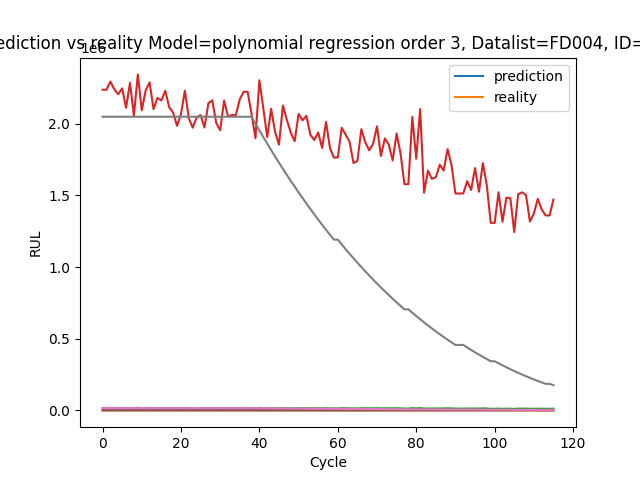 ediction vs reality Model=polynomial regression order 3, Datalist=FD004, ID=
1e6
prediction
reality
2.0
1.5
1.0
0.5
0.0
RUL
0 20 40 60 80 100 120
Cycle